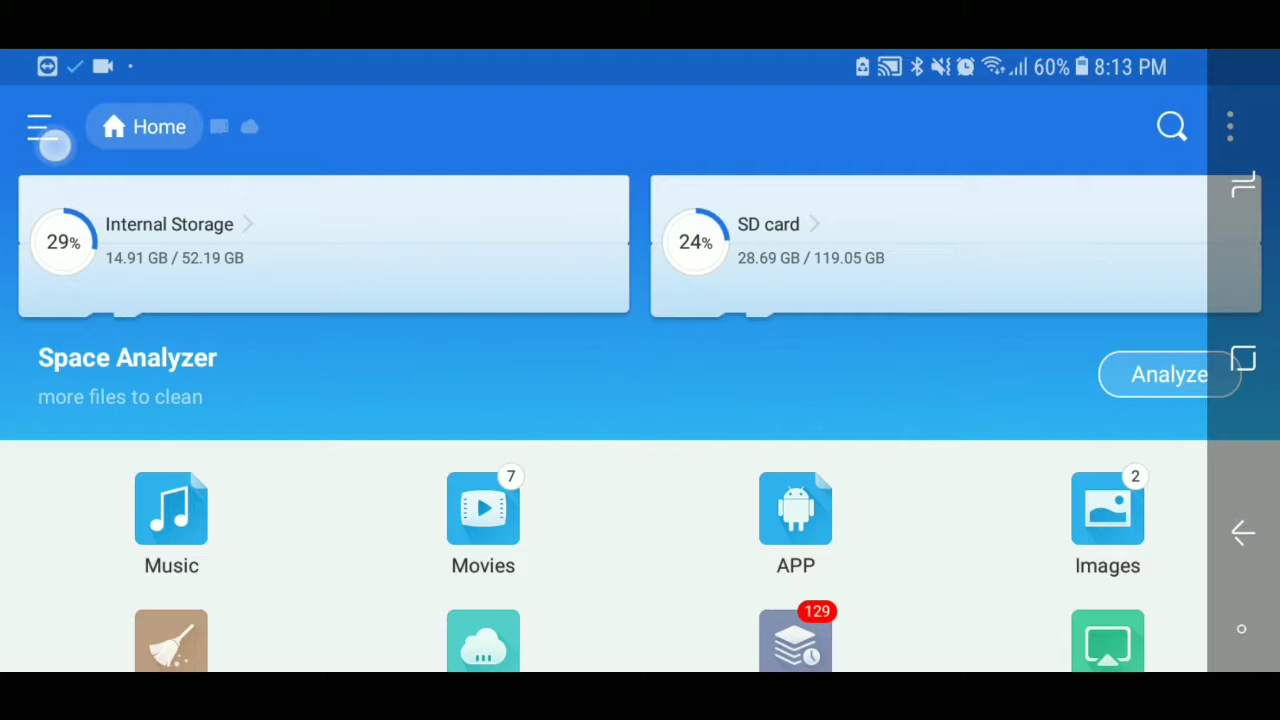 60% 8:13 PM
Home
29% Internal Storage
14.91 GB / 52.19 GB
24% SD card
28.69 GB / 119.05 GB
Space Analyzer
more files to clean
Analyze
7
2
Music
Movies
APP
Images
129